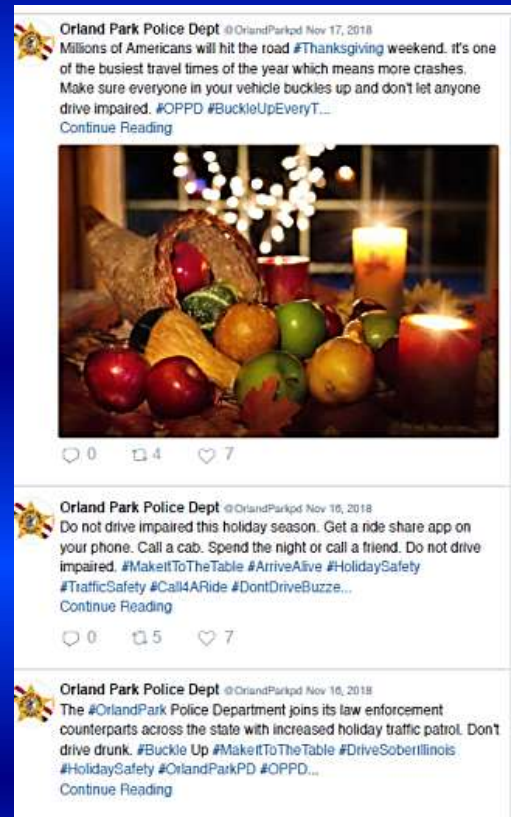 Orland Park Police Dept @OrlandParkpd Nov 17, 2018
Millions of Americans will hit the road #Thanksgiving weekend. It's one
of the busiest travel times of the year which means more crashes.
Make sure everyone in your vehicle buckles up and don't let anyone
drive impaired. #OPPD #BuckleUpEveryT...
Continue Reading
0 4 7
Orland Park Police Dept @OrlandParkpd Nov 16, 2018
Do not drive impaired this holiday season. Get a ride share app on
your phone. Call a cab. Spend the night or call a friend. Do not drive
impaired. #MakeItToTheTable #ArriveAlive #HolidaySafety
#TrafficSafety #Call4ARide #DontDriveBuzze...
Continue Reading
0 5 7
Orland Park Police Dept @OrlandParkpd Nov 16, 2018
The #OrlandPark Police Department joins its law enforcement
counterparts across the state with increased holiday traffic patrol. Don't
drive drunk. #Buckle Up #MakeItToTheTable #DriveSoberIllinois
#HolidaySafety #OrlandParkPD #OPPD...
Continue Reading